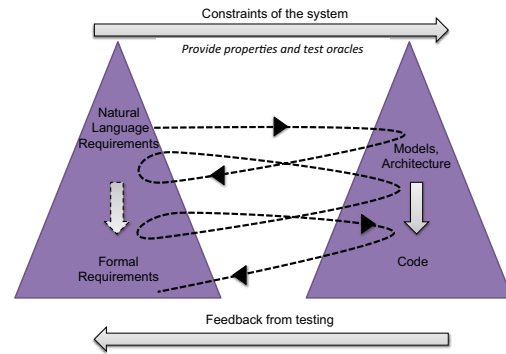 Constraints of the system
Provide properties and test oracles
Natural
Language
Requirements
Models,
Architecture
Formal
Requirements
Code
Feedback from testing